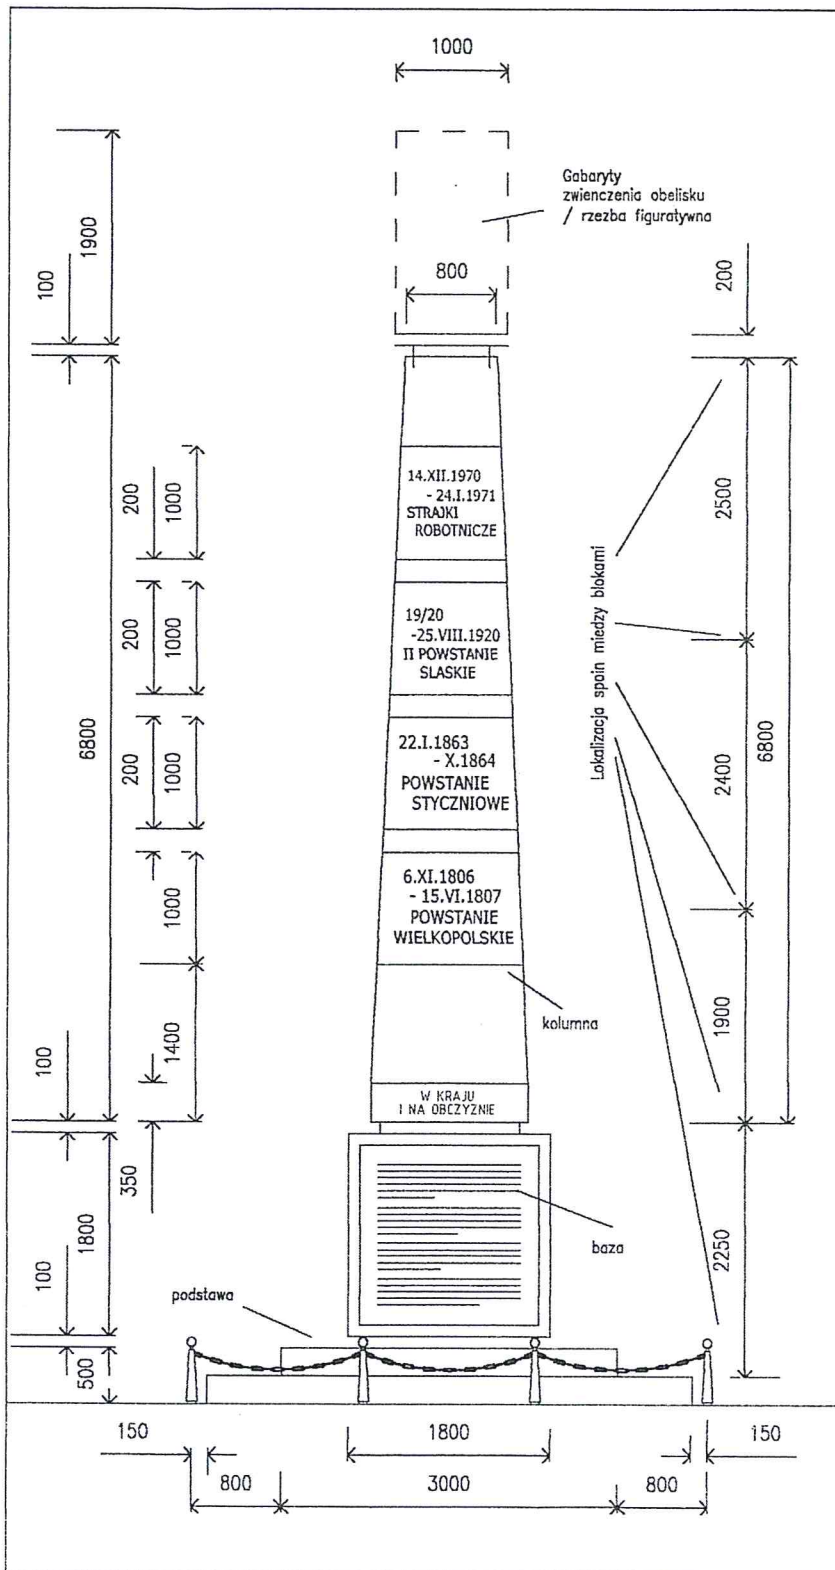 1000
Gabaryty
zwienczenia obelisku
/ rzezba figuratywna
1900
100
800
200
14.XII.1970
- 24.I.1971
STRAJKI
ROBOTNICZE
200
1000
2500
19/20
-25.VIII.1920
II POWSTANIE
SLASKIE
200
1000
Lokalizacja spoin miedzy blokami
6800
22.I.1863
- X.1864
POWSTANIE
STYCZNIOWE
200
1000
2400
6800
6.XI.1806
- 15.VI.1807
POWSTANIE
WIELKOPOLSKIE
1000
kolumna
1900
1400
100
W KRAJU
I NA OBCZYZNIE
350
1800
baza
2250
100
podstawa
500
150
1800
150
800
3000
800